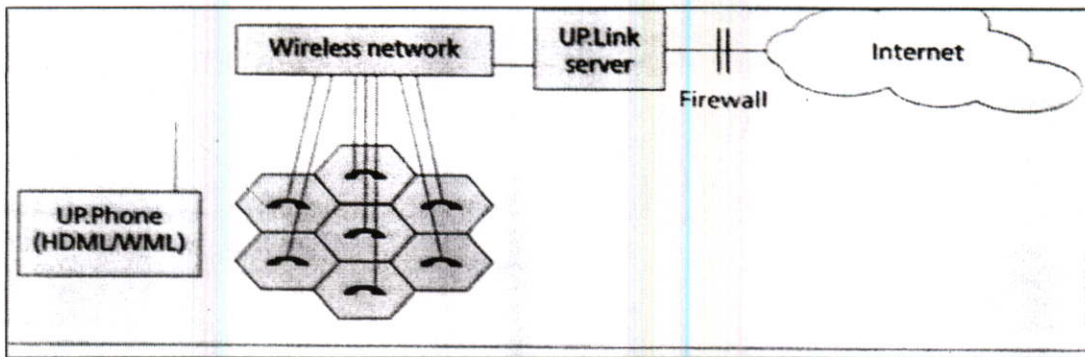 Wireless network
UP.Link
server
Internet
Firewall
UP.Phone
(HDML/WML)